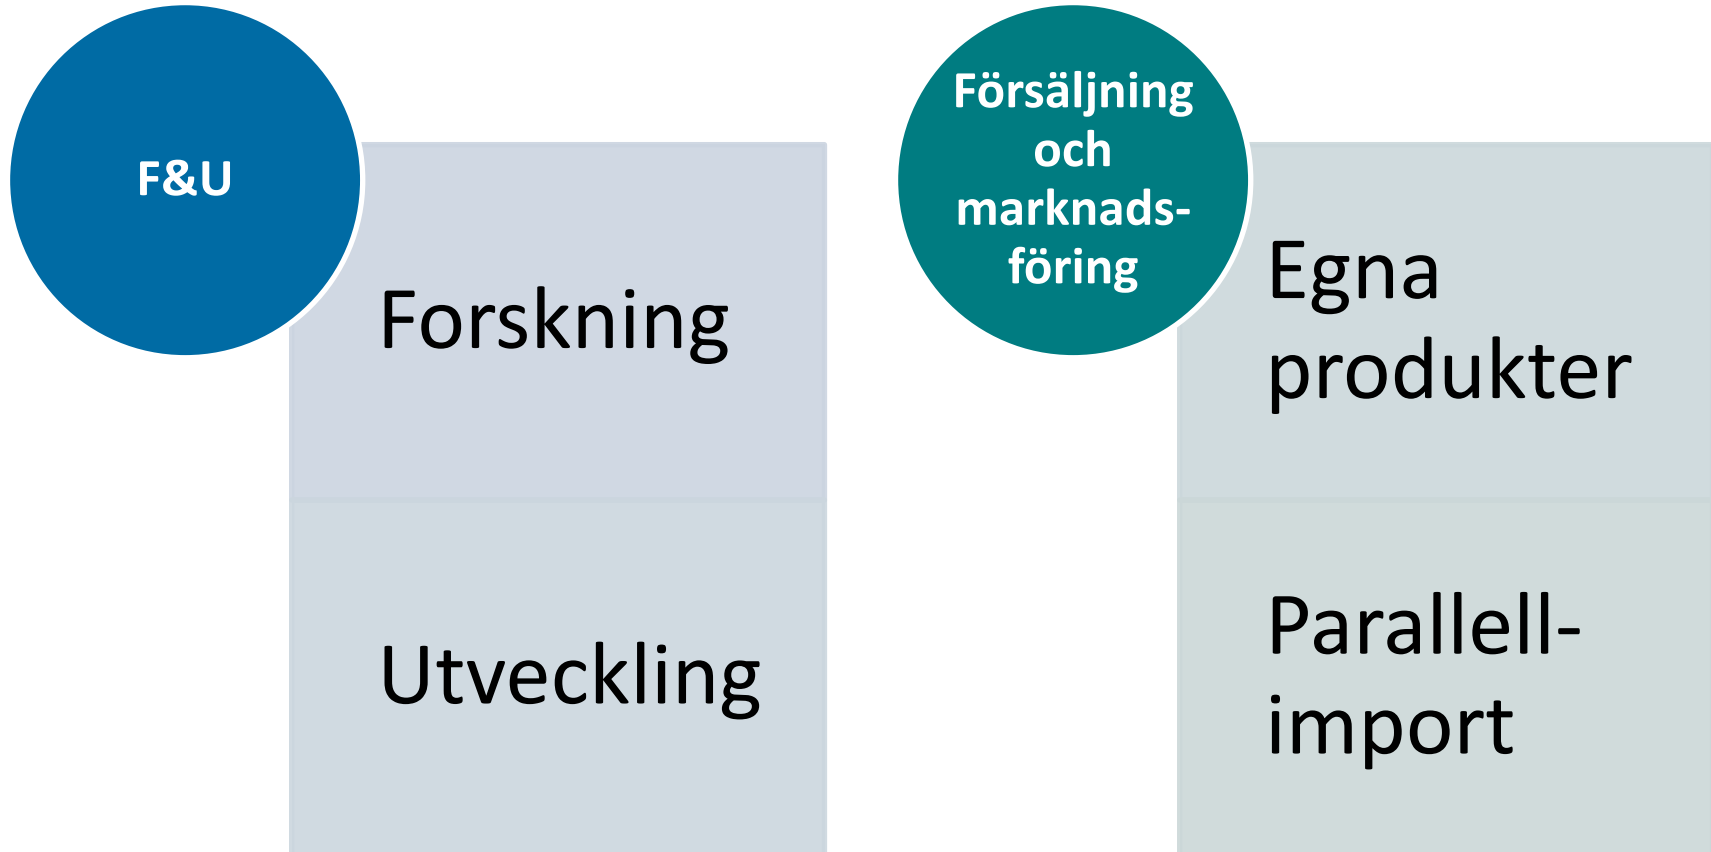 F&U
Forskning
Utveckling
Försäljning
och
marknads-
föring
Egna
produkter
Parallell-
import